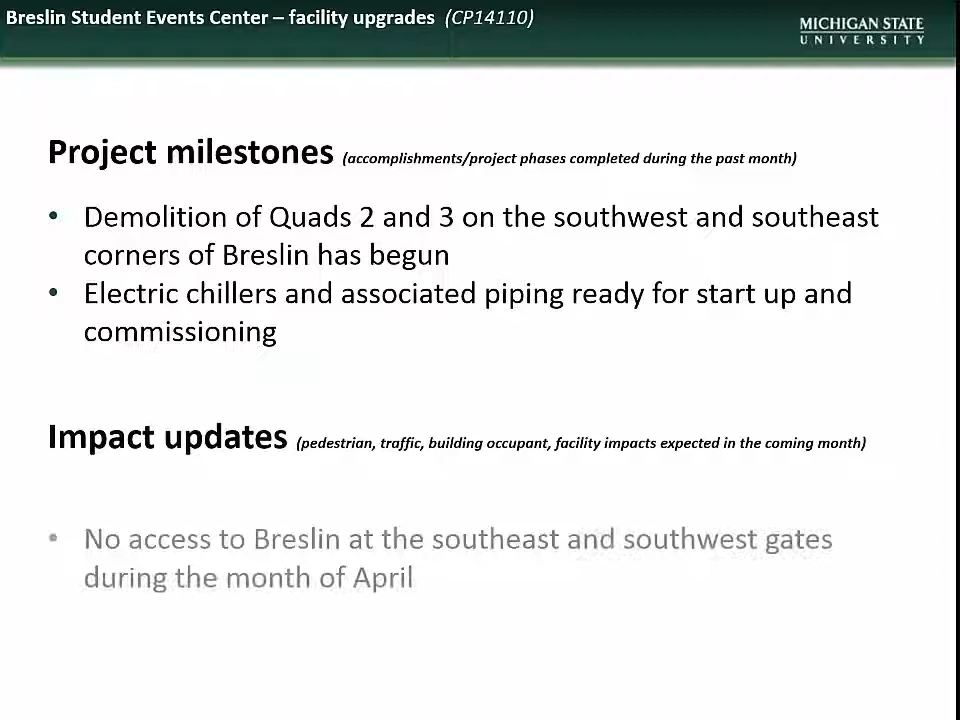 Breslin Student Events Center – facility upgrades (CP14110)
MICHIGAN STATE
UNIVERSITY
Project milestones (accomplishments/project phases completed during the past month)
• Demolition of Quads 2 and 3 on the southwest and southeast
corners of Breslin has begun
• Electric chillers and associated piping ready for start up and
commissioning
Impact updates (pedestrian, traffic, building occupant, facility impacts expected in the coming month)
• No access to Breslin at the southeast and southwest gates
during the month of April